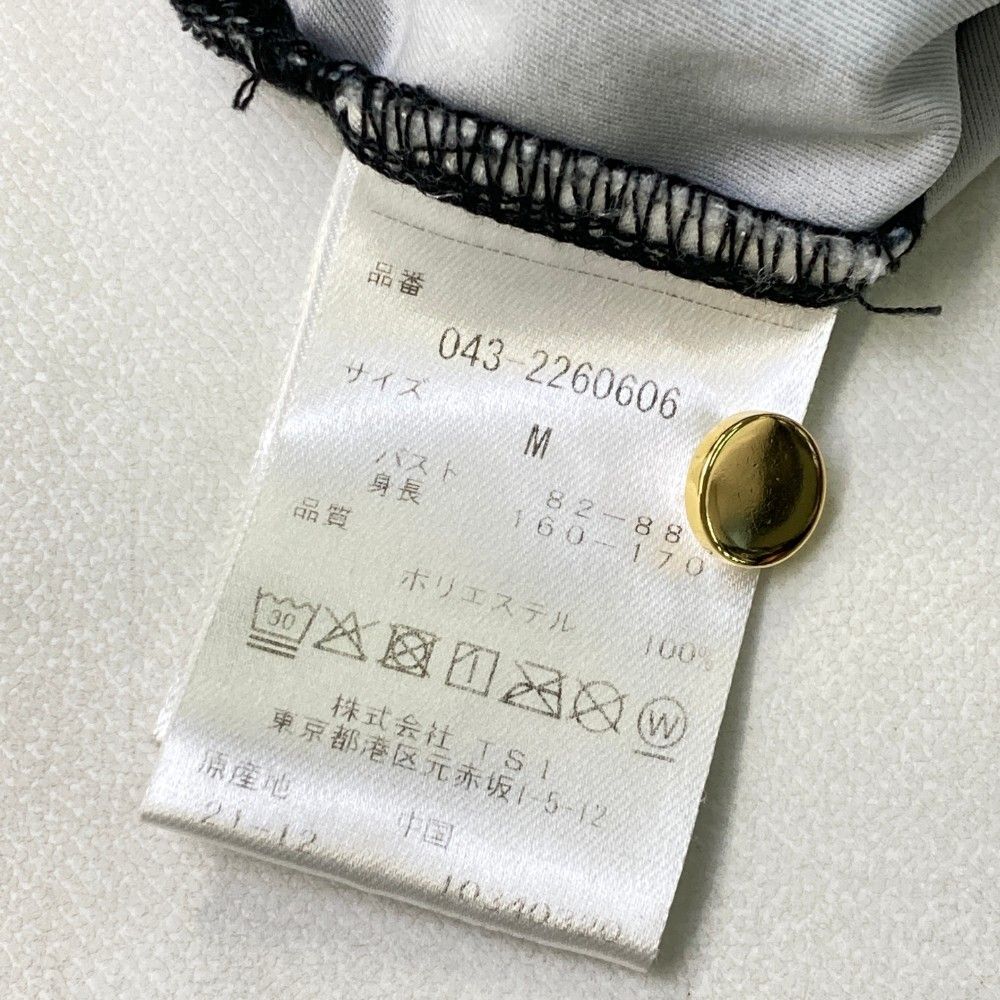 品番
043-2260606
サイズ
M
バスト 82-88
身長 160-170
品質
ポリエステル 100%
30
W
株式会社 TSI
東京都港区元赤坂1-5-12
原産地 中国
21-12